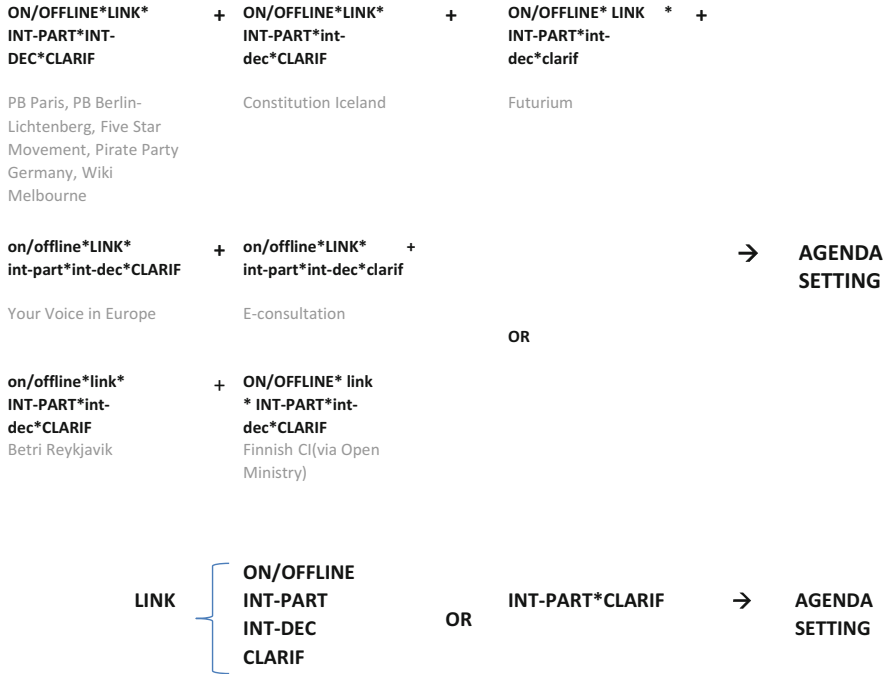 ON/OFFLINE*LINK*
INT-PART*INT-
DEC*CLARIF
+
ON/OFFLINE*LINK*
INT-PART*int-
dec*CLARIF
+
ON/OFFLINE* LINK *
INT-PART*int-
dec*clarif
+
PB Paris, PB Berlin-
Lichtenberg, Five Star
Movement, Pirate Party
Germany, Wiki
Melbourne
Constitution Iceland
Futurium
on/offline*LINK*
int-part*int-dec*CLARIF
+
on/offline*LINK* +
int-part*int-dec*clarif
→ AGENDA
SETTING
Your Voice in Europe
E-consultation
OR
on/offline*link*
INT-PART*int-
dec*CLARIF
Betri Reykjavik
+
ON/OFFLINE* link
* INT-PART*int-
dec*CLARIF
Finnish CI(via Open
Ministry)
LINK
ON/OFFLINE
INT-PART
INT-DEC
CLARIF
OR
INT-PART*CLARIF
→ AGENDA
SETTING